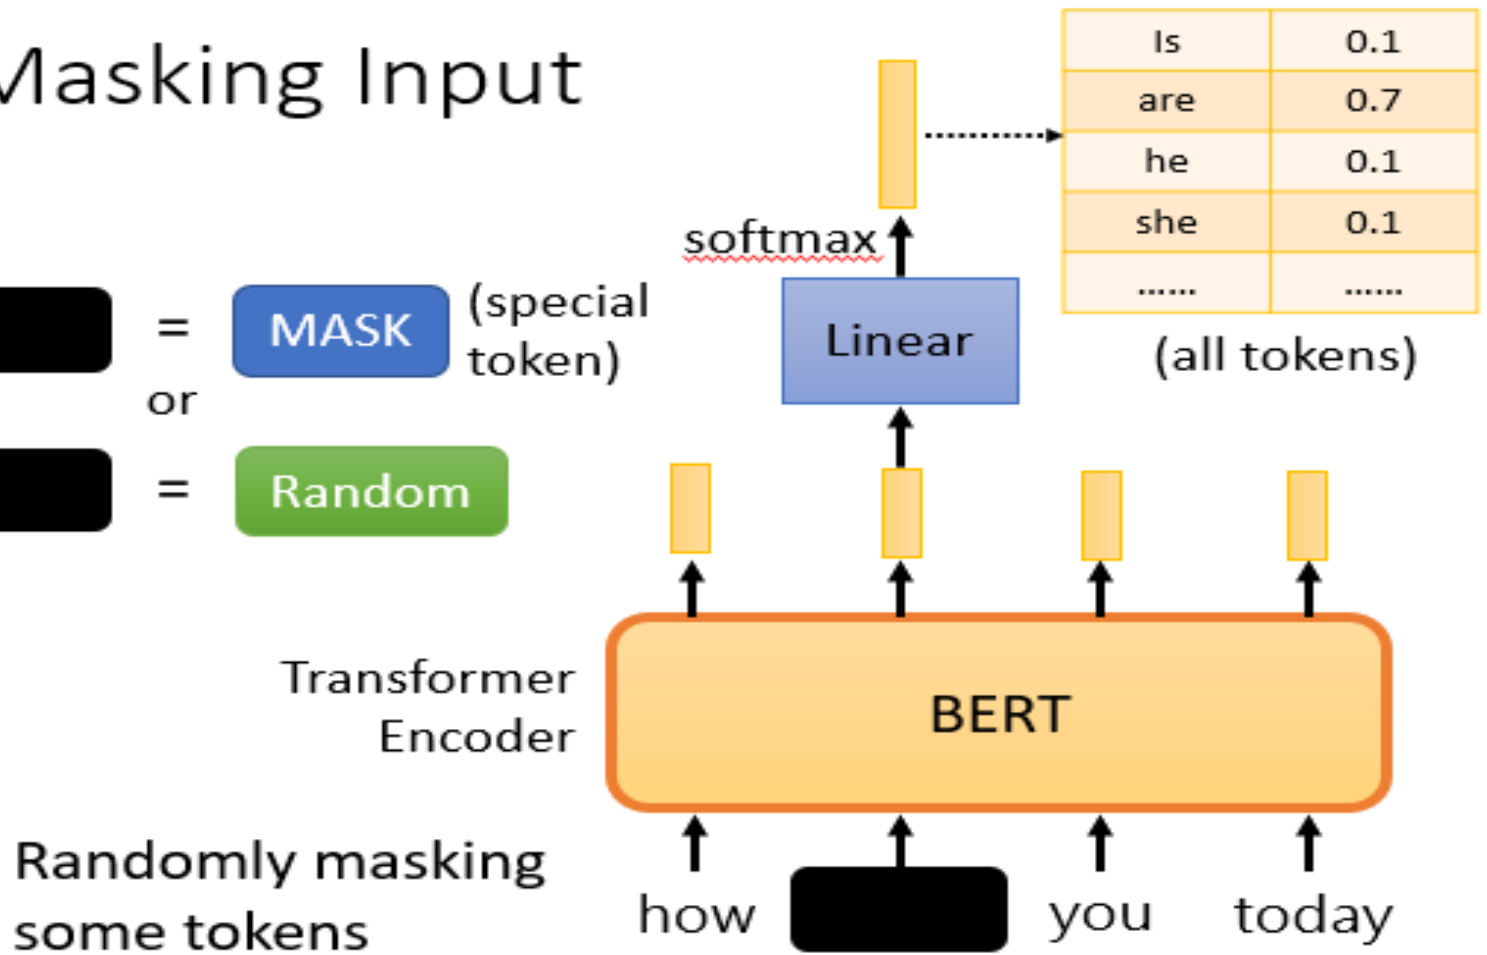 Masking Input
Is 0.1
are 0.7
he 0.1
she 0.1
...... ......
(all tokens)
softmax
Linear
= MASK (special
token)
or
= Random
Transformer
Encoder
BERT
Randomly masking
some tokens
how you today